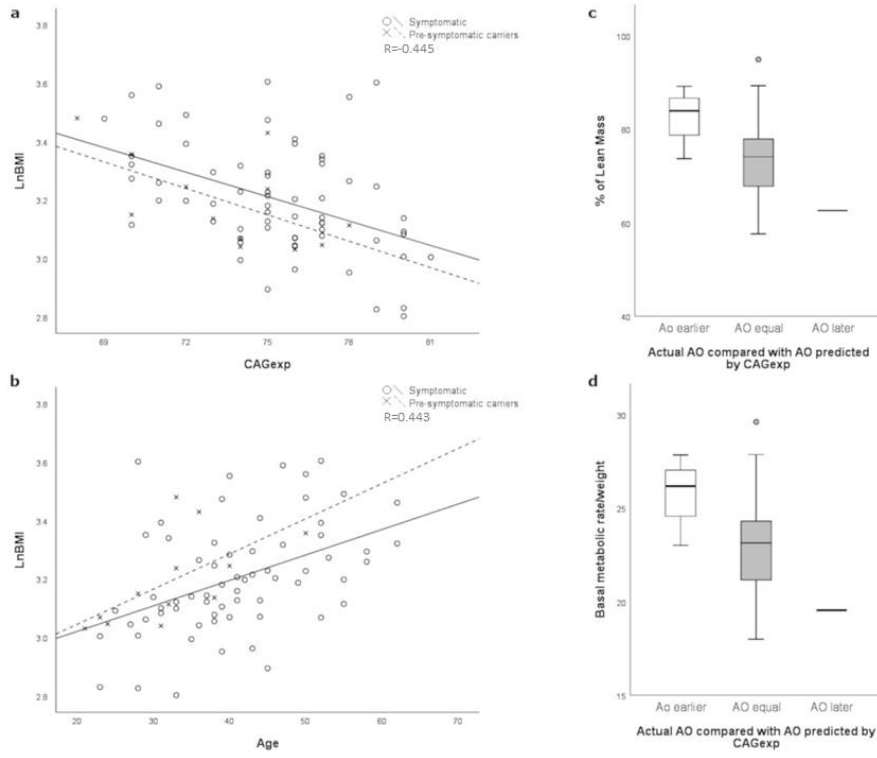 a
Symptomatic
Pre-symptomatic carriers
R=-0.445
3.8
3.6
3.4
3.2
3.0
2.8
LnBMI
69
72
75
78
81
CAGexp
b
Symptomatic
Pre-symptomatic carriers
R=0.443
3.8
3.6
3.4
3.2
3.0
2.8
LnBMI
20
30
40
50
60
70
Age
c
100
80
60
40
% of Lean Mass
Ao earlier
AO equal
AO later
Actual AO compared with AO predicted
by CAGexp
d
30
25
20
15
Basal metabolic rate/weight
Ao earlier
AO equal
AO later
Actual AO compared with AO predicted by
CAGexp